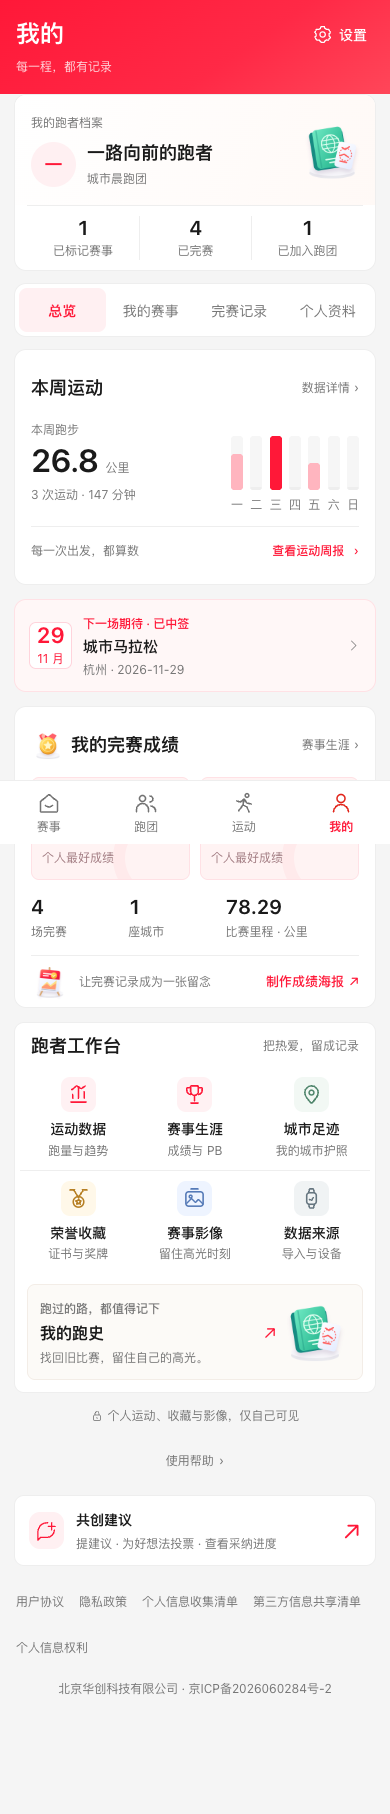 我的
设置
每一程，都有记录
我的跑者档案
一路向前的跑者
城市晨跑团
1
4
1
已标记赛事
已完赛
已加入跑团
总览
我的赛事
完赛记录
个人资料
本周运动
数据详情 ›
本周跑步
26.8 公里
3 次运动 · 147 分钟
一 二 三 四 五 六 日
每一次出发，都算数
查看运动周报 ›
29
11 月
下一场期待 · 已中签
城市马拉松
杭州 · 2026-11-29
我的完赛成绩
赛事生涯 ›
赛事
跑团
运动
我的
个人最好成绩
个人最好成绩
4
1
78.29
场完赛
座城市
比赛里程 · 公里
让完赛记录成为一张留念
制作成绩海报
跑者工作台
把热爱，留成记录
运动数据
赛事生涯
城市足迹
跑量与趋势
成绩与 PB
我的城市护照
荣誉收藏
赛事影像
数据来源
证书与奖牌
留住高光时刻
导入与设备
跑过的路，都值得记下
我的跑史
找回旧比赛，留住自己的高光。
个人运动、收藏与影像，仅自己可见
使用帮助 ›
共创建议
提建议 · 为好想法投票 · 查看采纳进度
用户协议 隐私政策 个人信息收集清单 第三方信息共享清单
个人信息权利
北京华创科技有限公司 · 京ICP备2026060284号-2